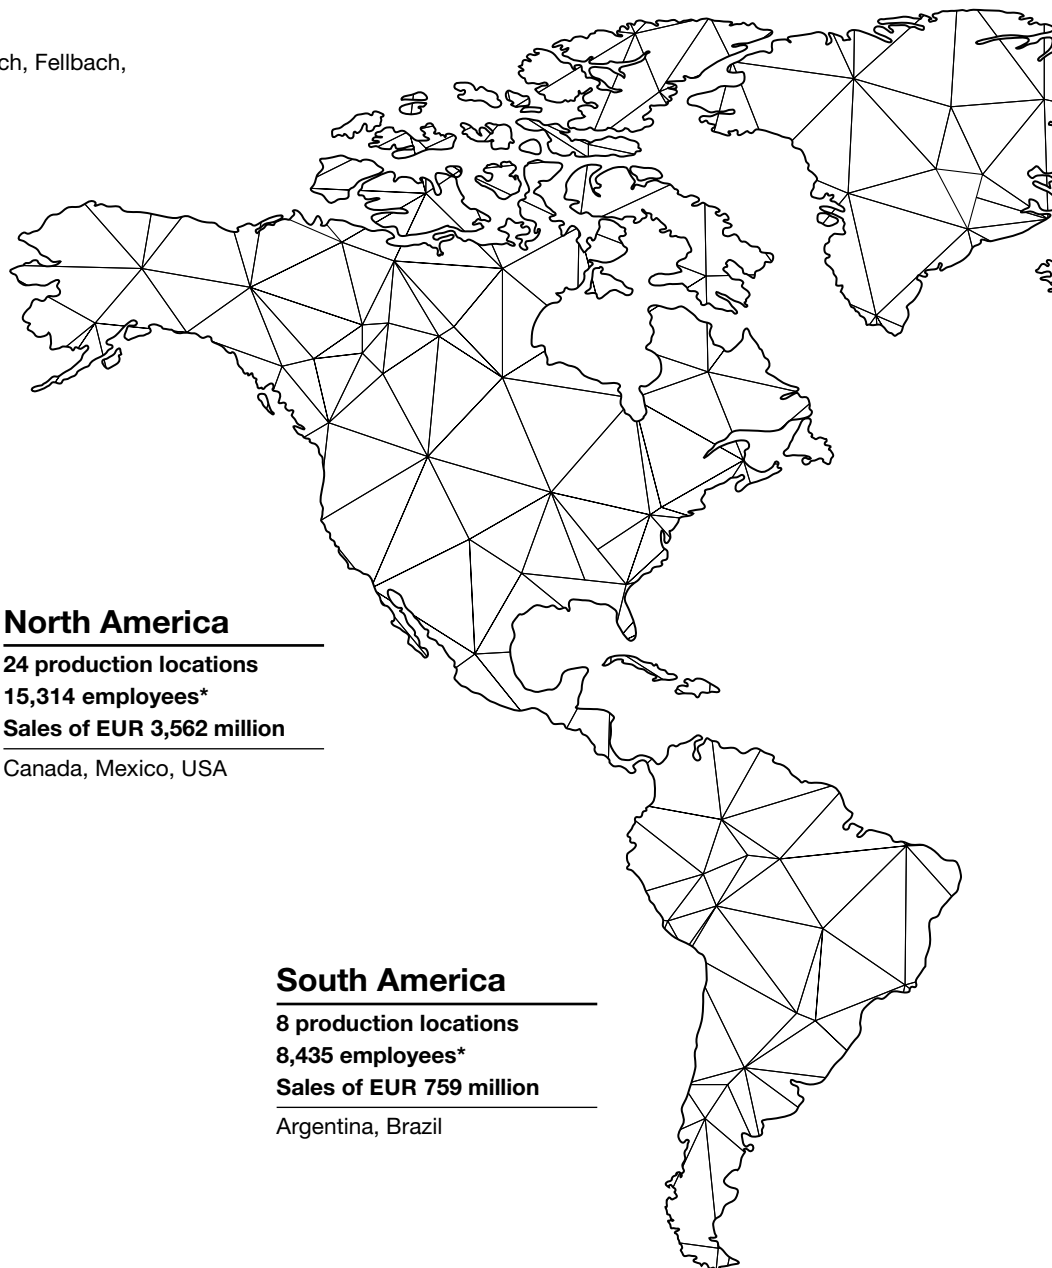 ch, Fellbach,
North America
24 production locations
15,314 employees*
Sales of EUR 3,562 million
Canada, Mexico, USA
South America
8 production locations
8,435 employees*
Sales of EUR 759 million
Argentina, Brazil